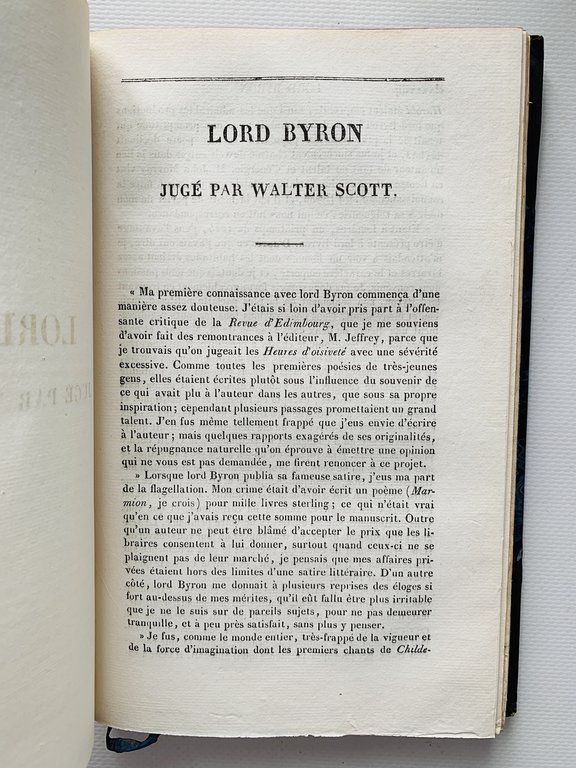 LORD BYRON
JUGÉ PAR WALTER SCOTT.
« Ma première connaissance avec lord Byron commença d'une
manière assez douteuse. J'étais si loin d'avoir pris part à l'offen-
sante critique de la Revue d'Edimbourg, que je me souviens
d'avoir fait des remontrances à l'éditeur, M. Jeffrey, parce que
je trouvais qu'on jugeait les Heures d'oisiveté avec une sévérité
excessive. Comme toutes les premières poésies de très-jeunes
gens, elles étaient écrites plutôt sous l'influence du souvenir de
ce qui avait plu à l'auteur dans les autres, que sous sa propre
inspiration; cependant plusieurs passages promettaient un grand
talent. J'en fus même tellement frappé que j'eus envie d'écrire
à l'auteur; mais quelques rapports exagérés de ses originalités,
et la répugnance naturelle qu'on éprouve à émettre une opinion
qui ne vous est pas demandée, me firent renoncer à ce projet.
» Lorsque lord Byron publia sa fameuse satire, j'eus ma part
de la flagellation. Mon crime était d'avoir écrit un poème (Mar-
mion, je crois) pour mille livres sterling; ce qui n'était vrai
qu'en ce que j'avais reçu cette somme pour le manuscrit. Outre
qu'un auteur ne peut être blâmé d'accepter le prix que les li-
braires consentent à lui donner, surtout quand ceux-ci ne se
plaignent pas de leur marché, je pensais que mes affaires pri-
vées étaient hors des limites d'une satire littéraire. D'un autre
côté, lord Byron me donnait à plusieurs reprises des éloges si
fort au-dessus de mes mérites, qu'il eût fallu être plus irritable
que je ne le suis sur de pareils sujets, pour ne pas demeurer
tranquille, et à peu près satisfait, sans plus y penser.
» Je fus, comme le monde entier, très-frappé de la vigueur et
de la force d'imagination dont les premiers chants de Childe-